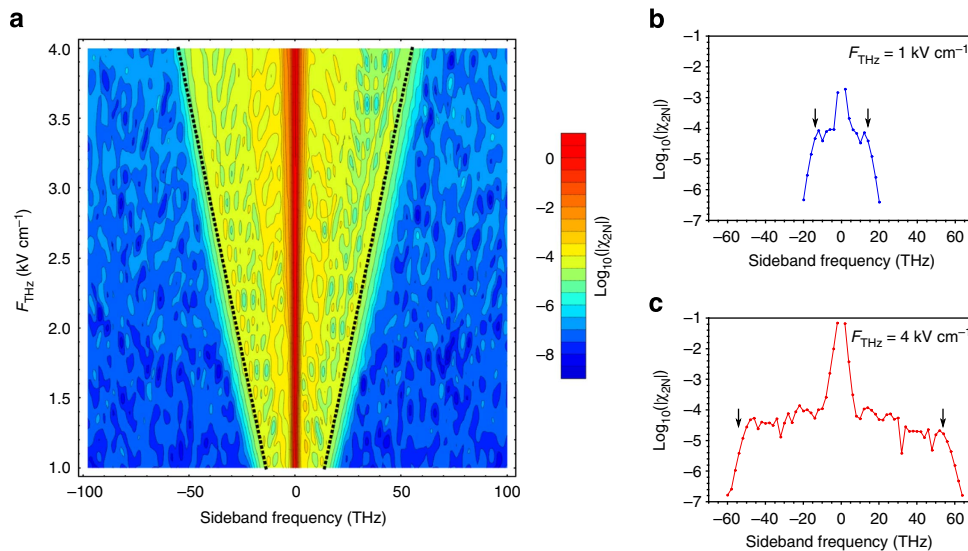 a
4.0
3.5
3.0
2.5
2.0
1.5
1.0
F_THz (kV cm⁻¹)
−100
−50
0
50
100
Sideband frequency (THz)
0
−2
−4
−6
−8
Log₁₀(|χ₂N|)
b
F_THz = 1 kV cm⁻¹
−1
−2
−3
−4
−5
−6
−7
Log₁₀(|χ₂N|)
−60 −40 −20 0 20 40 60
Sideband frequency (THz)
c
F_THz = 4 kV cm⁻¹
−1
−2
−3
−4
−5
−6
−7
Log₁₀(|χ₂N|)
−60 −40 −20 0 20 40 60
Sideband frequency (THz)